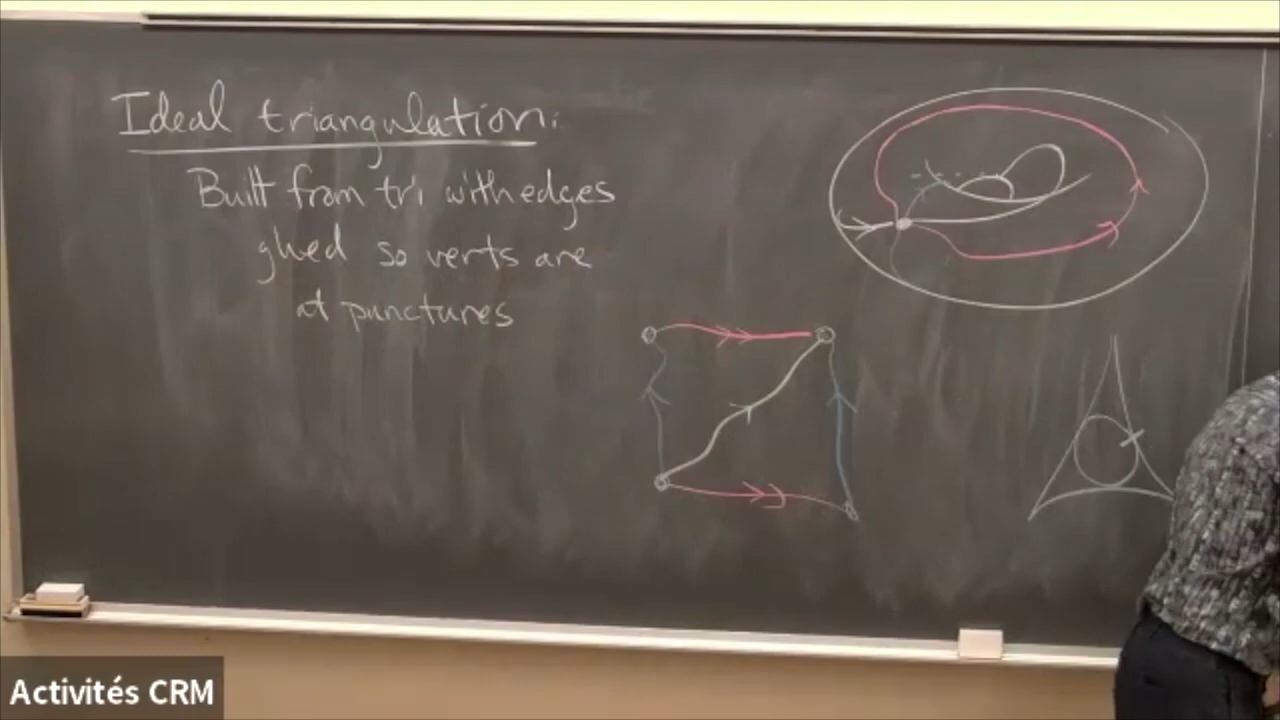 Ideal triangulation:
Built from tri with edges
glued so verts are
at punctures
Activités CRM